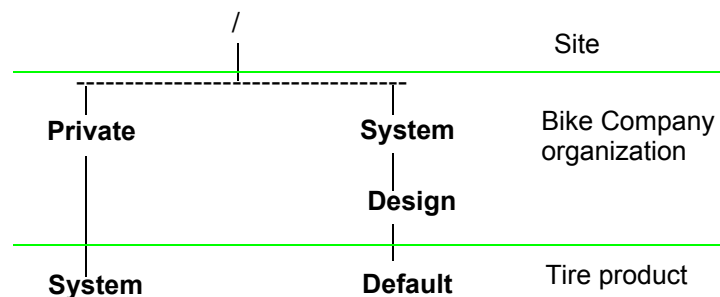 /
Site
Private
System
Bike Company
organization
Design
System
Default
Tire product